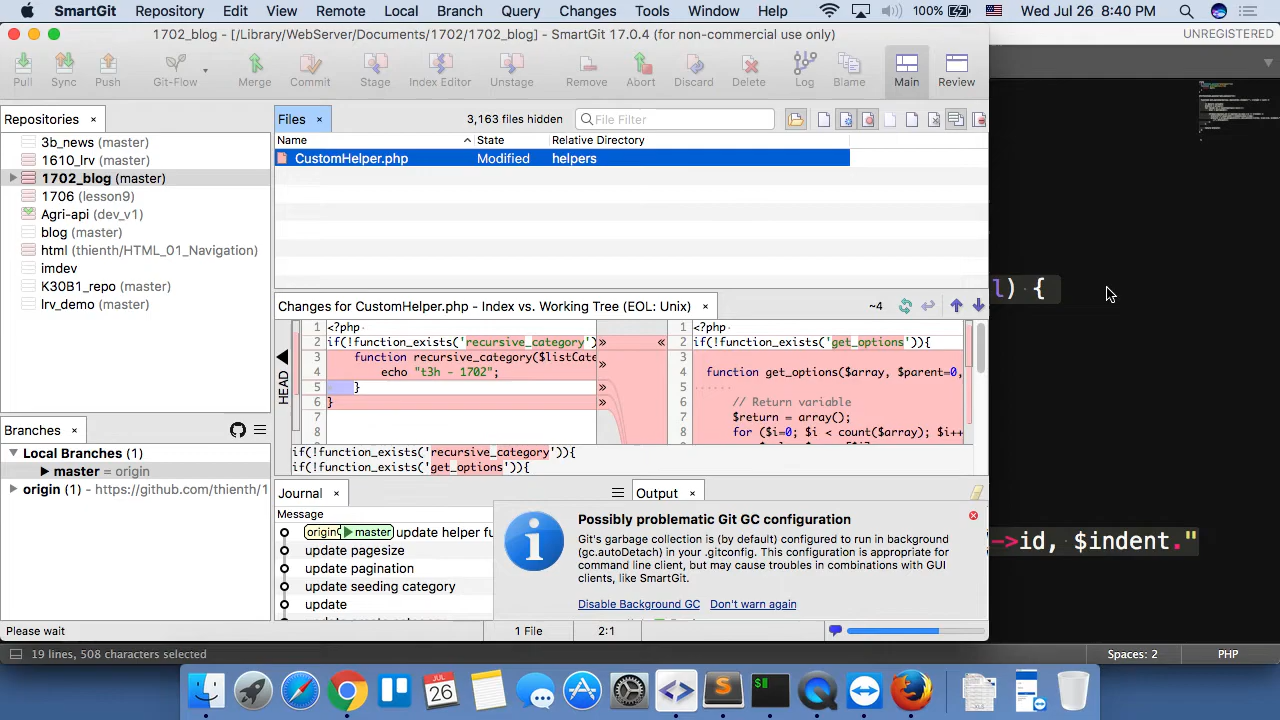 SmartGit Repository Edit View Remote Local Branch Query Changes Tools Window Help 100% Wed Jul 26 8:40 PM
1702_blog - [/Library/WebServer/Documents/1702/1702_blog] - SmartGit 17.0.4 (for non-commercial use only)
UNREGISTERED
Pull Sync Push Git-Flow Merge Commit Stage Index Editor Unstage Remove Abort Discard Delete Log Blame Main Review
Repositories
3b_news (master)
1610_lrv (master)
1702_blog (master)
1706 (lesson9)
Agri-api (dev_v1)
blog (master)
html (thienth/HTML_01_Navigation)
imdev
K30B1_repo (master)
lrv_demo (master)
Files 3,163 files hidden File Filter
Name State Relative Directory
CustomHelper.php Modified helpers
l) · {
Changes for CustomHelper.php - Index vs. Working Tree (EOL: Unix) ~4
HEAD
1 <?php·
2 if(!function_exists('recursive_category')
3 function recursive_category($listCate
4 echo "t3h - 1702";
5 }
6 }
7
8
1 <?php·
2 if(!function_exists('get_options')){
3
4 function get_options($array, $parent=0,
5 ······
6 // Return variable
7 $return = array();
8 for ($i=0; $i < count($array); $i++
if(!function_exists('recursive_category')){
if(!function_exists('get_options')){
Branches
Local Branches (1)
master = origin
origin (1) - https://github.com/thienth/1
Journal
Message
origin master update helper fu
update pagesize
update pagination
update seeding category
update
Output
Possibly problematic Git GC configuration
Git's garbage collection is (by default) configured to run in background
(gc.autoDetach) in your .gitconfig. This configuration is appropriate for
command line client, but may cause troubles in combinations with GUI
clients, like SmartGit.
Disable Background GC Don't warn again
->id, · $indent."
Please wait 1 File 2:1
19 lines, 508 characters selected Spaces: 2 PHP
26